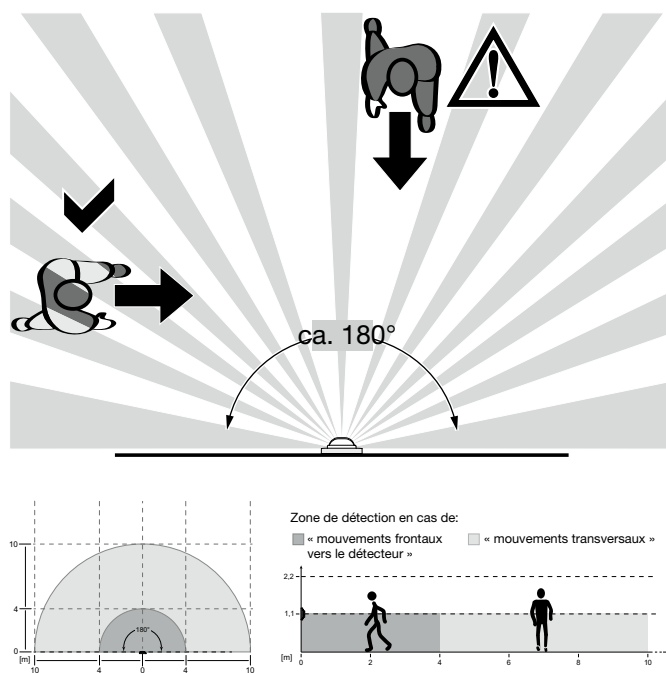 ca. 180°
Zone de détection en cas de:
« mouvements frontaux
vers le détecteur »
« mouvements transversaux »
10
4
0
[m]
180°
10 4 0 4 10
2,2
1,1
[m]
0 2 4 6 8 10